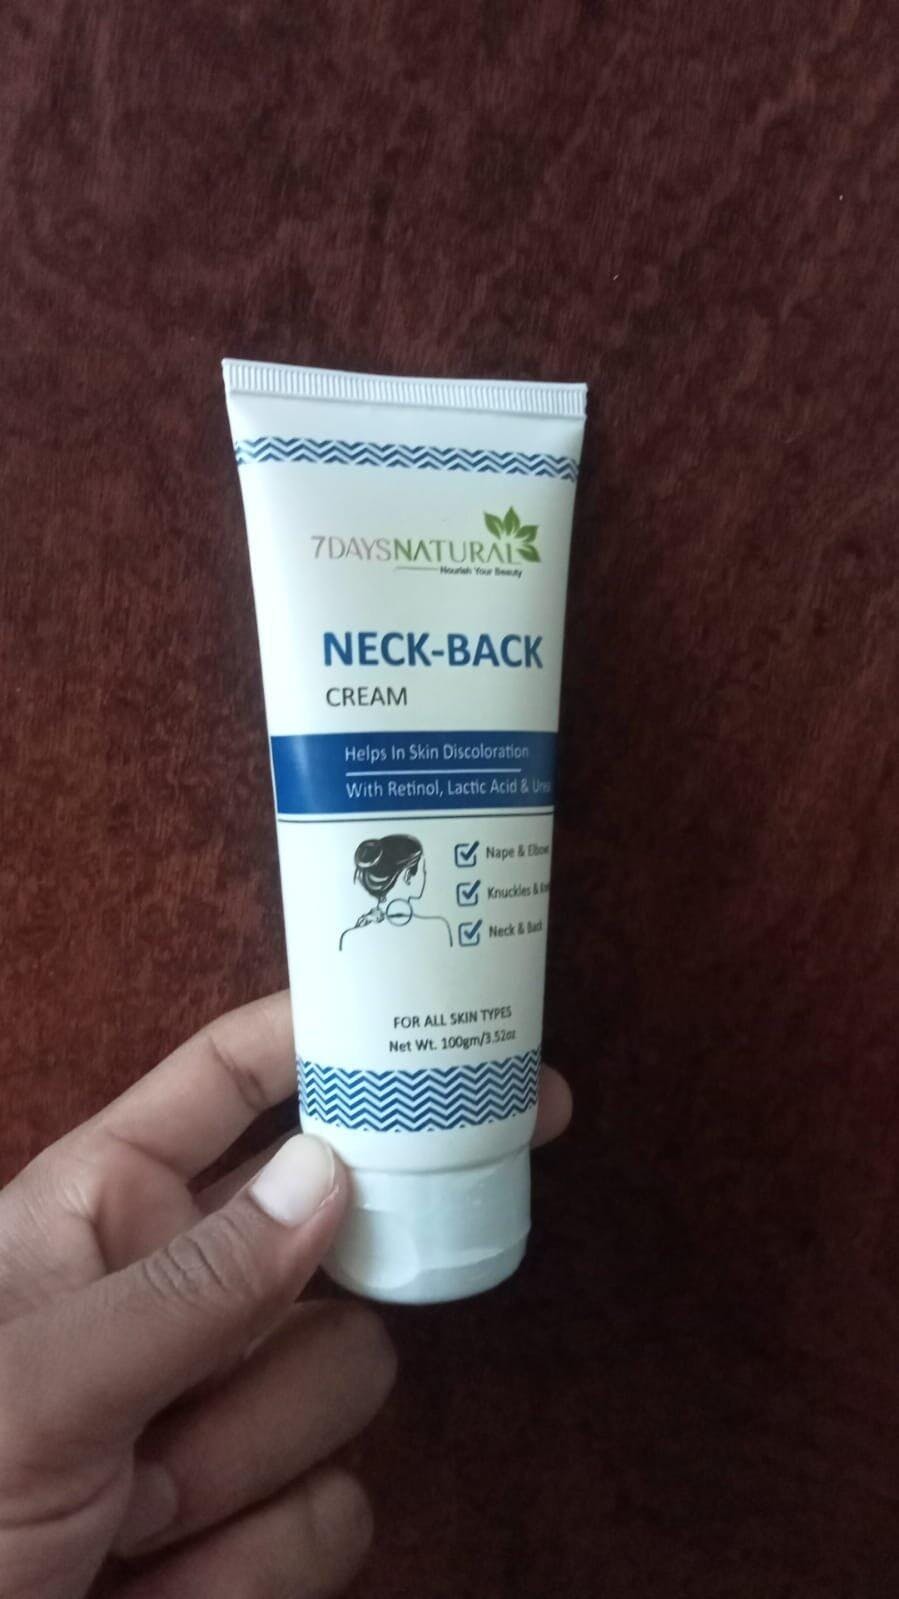 7DAYSNATURAL
Nourish Your Beauty
NECK-BACK
CREAM
Helps In Skin Discoloration
With Retinol, Lactic Acid & Urea
Nape & Elbow
Knuckles &
Neck & Back
FOR ALL SKIN TYPES
Net Wt. 100gm/3.52oz